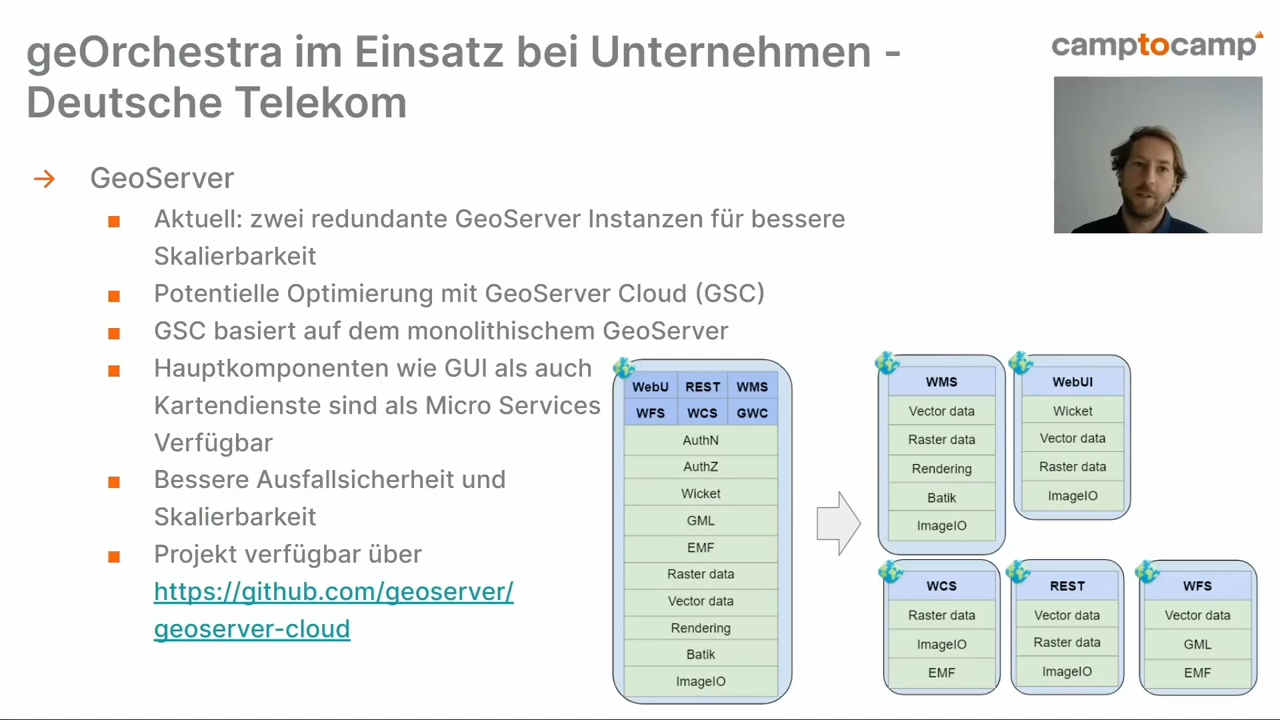 geOrchestra im Einsatz bei Unternehmen -
Deutsche Telekom
camptocamp
→ GeoServer
■ Aktuell: zwei redundante GeoServer Instanzen für bessere
Skalierbarkeit
■ Potentielle Optimierung mit GeoServer Cloud (GSC)
■ GSC basiert auf dem monolithischem GeoServer
■ Hauptkomponenten wie GUI als auch
Kartendienste sind als Micro Services
Verfügbar
■ Bessere Ausfallsicherheit und
Skalierbarkeit
■ Projekt verfügbar über
https://github.com/geoserver/
geoserver-cloud
WebU REST WMS
WFS WCS GWC
AuthN
AuthZ
Wicket
GML
EMF
Raster data
Vector data
Rendering
Batik
ImageIO
WMS
Vector data
Raster data
Rendering
Batik
ImageIO
WebUI
Wicket
Vector data
Raster data
ImageIO
WCS
Raster data
ImageIO
EMF
REST
Vector data
Raster data
ImageIO
WFS
Vector data
GML
EMF